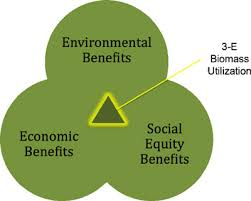 Environmental
Benefits
3-E
Biomass
Utilization
Economic
Benefits
Social
Equity
Benefits